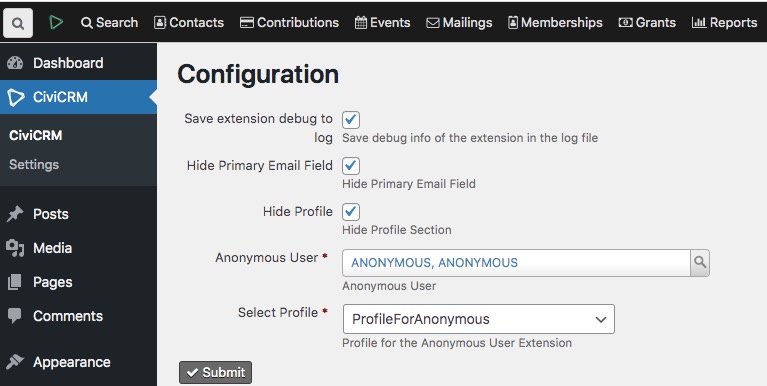 Search Contacts Contributions Events Mailings Memberships Grants Reports
Dashboard
CiviCRM
CiviCRM
Settings
Posts
Media
Pages
Comments
Appearance
Configuration
Save extension debug to
log
Save debug info of the extension in the log file
Hide Primary Email Field
Hide Primary Email Field
Hide Profile
Hide Profile Section
Anonymous User *
ANONYMOUS, ANONYMOUS
Anonymous User
Select Profile *
ProfileForAnonymous
Profile for the Anonymous User Extension
Submit